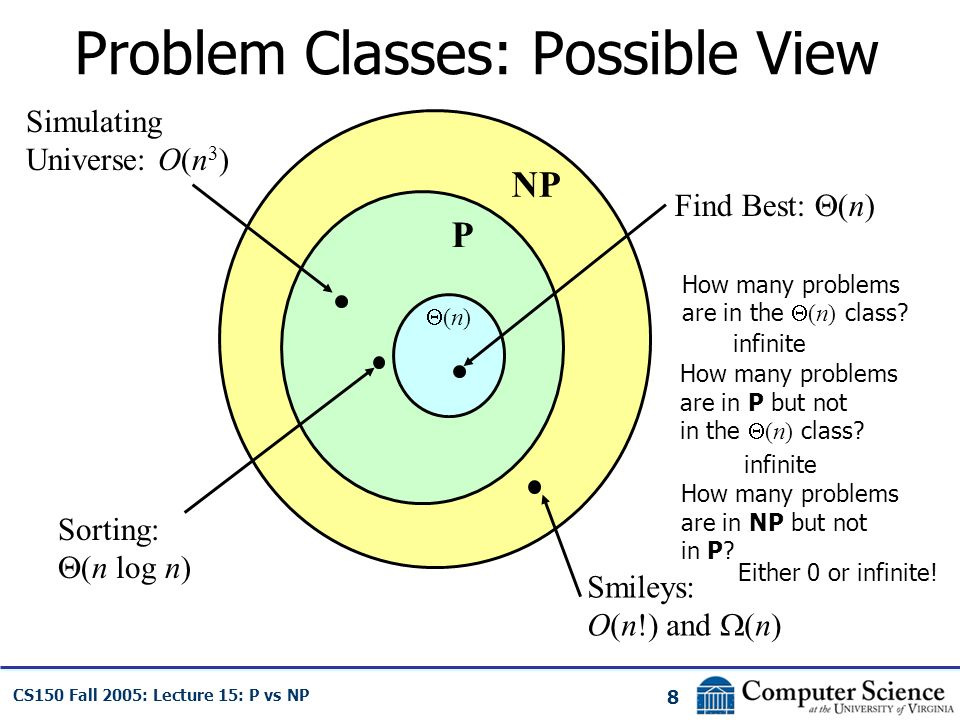 Problem Classes: Possible View
Simulating
Universe: O(n³)
NP
P
Find Best: Θ(n)
Θ(n)
How many problems
are in the Θ(n) class?
infinite
How many problems
are in P but not
in the Θ(n) class?
infinite
How many problems
are in NP but not
in P?
Either 0 or infinite!
Sorting:
Θ(n log n)
Smileys:
O(n!) and Ω(n)
CS150 Fall 2005: Lecture 15: P vs NP
8
Computer Science
at the UNIVERSITY of VIRGINIA